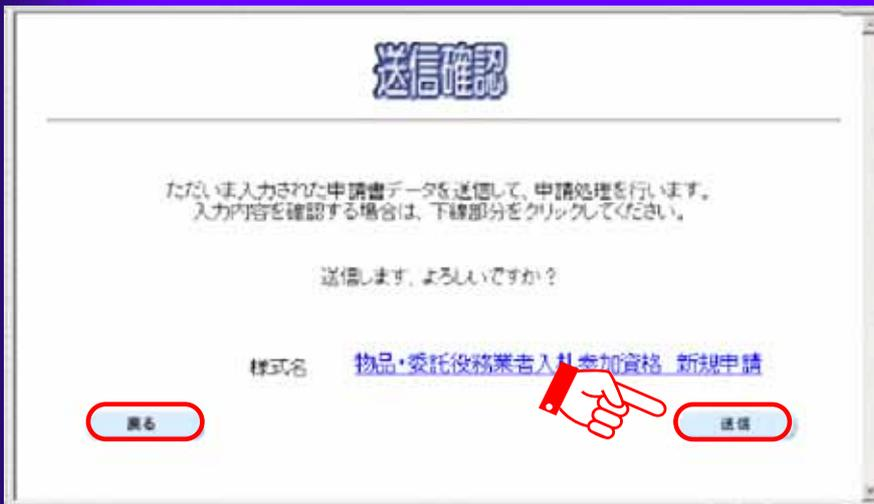 送信確認
ただいま入力された申請書データを送信して、申請処理を行います。
入力内容を確認する場合は、下線部分をクリックしてください。
送信します、よろしいですか？
様式名 物品・委託役務業者入札参加資格 新規申請
戻る 送信